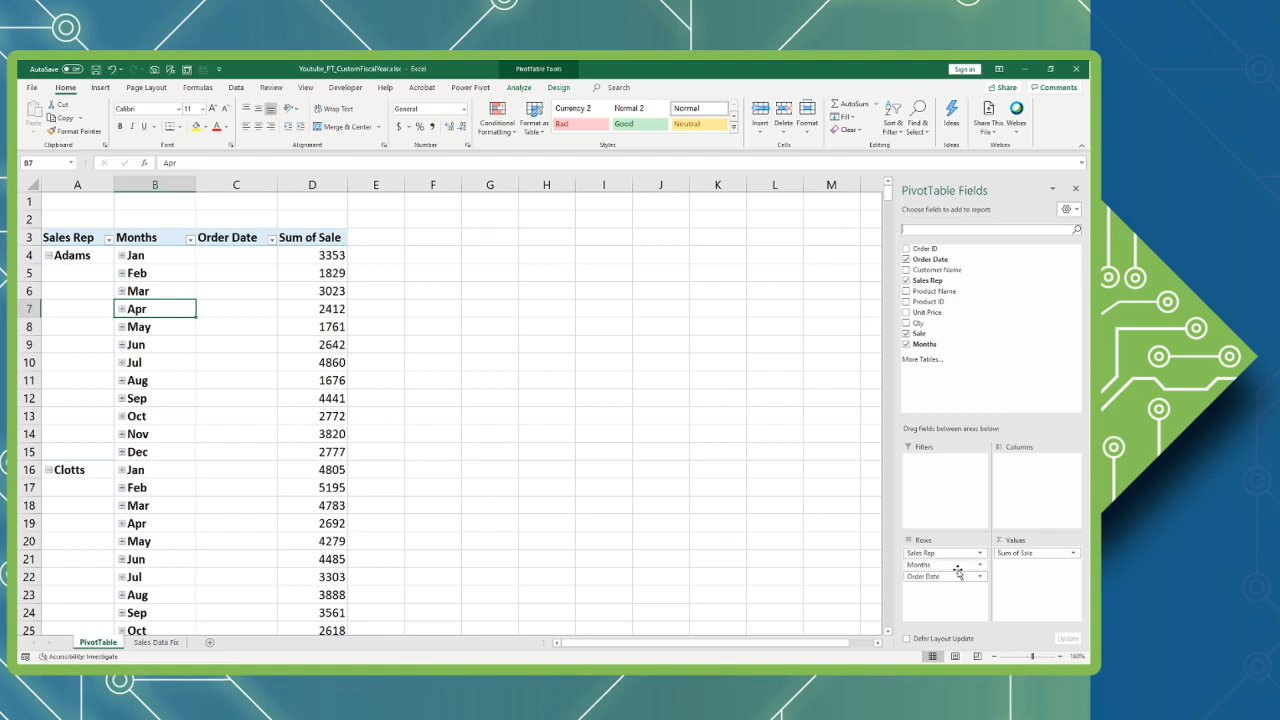 AutoSave Off Youtube_PT_CustomFiscalYear.xlsx — Excel PivotTable Tools Sign in
File Home Insert Page Layout Formulas Data Review View Developer Help Acrobat Power Pivot Analyze Design Search Share Comments
Paste
Cut
Copy
Format Painter
Clipboard
Calibri 11
B I U
Font
Wrap Text
Merge & Center
Alignment
General
$ % ,
Number
Conditional Formatting
Format as Table
Currency 2 Normal 2 Normal
Bad Good Neutral
Styles
Insert Delete Format
Cells
AutoSum
Fill
Clear
Sort & Filter
Find & Select
Editing
Ideas
Ideas
Share This File
Webex
Webex
B7 fx Apr
A B C D E F G H I J K L M
1
2
3 Sales Rep Months Order Date Sum of Sale
4 Adams Jan 3353
5 Feb 1829
6 Mar 3023
7 Apr 2412
8 May 1761
9 Jun 2642
10 Jul 4860
11 Aug 1676
12 Sep 4441
13 Oct 2772
14 Nov 3820
15 Dec 2777
16 Clotts Jan 4805
17 Feb 5195
18 Mar 4783
19 Apr 2692
20 May 4279
21 Jun 4485
22 Jul 3303
23 Aug 3888
24 Sep 3561
25 Oct 2618
PivotTable Fields
Choose fields to add to report:
Order ID
Order Date
Customer Name
Sales Rep
Product Name
Product ID
Unit Price
Qty
Sale
Months
More Tables...
Drag fields between areas below:
Filters Columns
Rows Values
Sales Rep Sum of Sale
Months
Order Date
Defer Layout Update Update
PivotTable Sales Data Fix
Accessibility: Investigate 160%